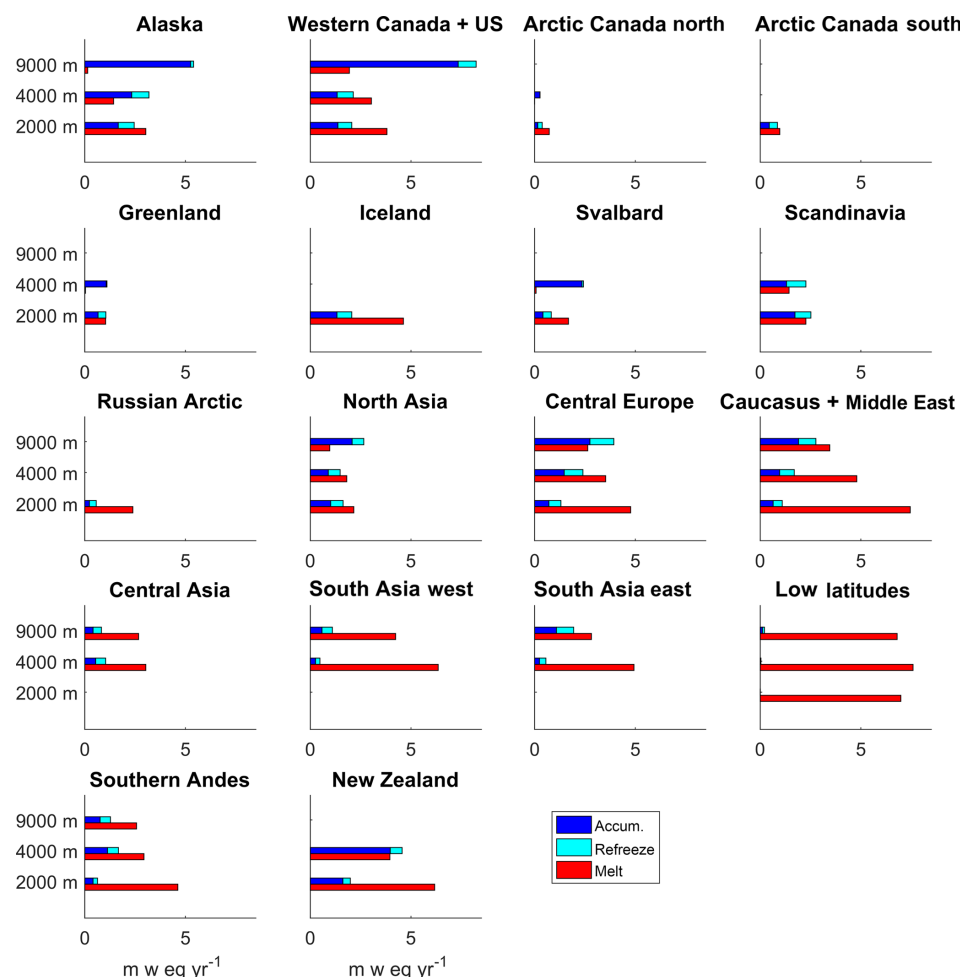 Alaska Western Canada + US Arctic Canada north Arctic Canada south
9000 m
4000 m
2000 m
0 5 0 5 0 5 0 5
Greenland Iceland Svalbard Scandinavia
9000 m
4000 m
2000 m
0 5 0 5 0 5 0 5
Russian Arctic North Asia Central Europe Caucasus + Middle East
9000 m
4000 m
2000 m
0 5 0 5 0 5 0 5
Central Asia South Asia west South Asia east Low latitudes
9000 m
4000 m
2000 m
0 5 0 5 0 5 0 5
Southern Andes New Zealand
9000 m
4000 m
2000 m
0 5 0 5
m w eq yr⁻¹ m w eq yr⁻¹
Accum.
Refreeze
Melt